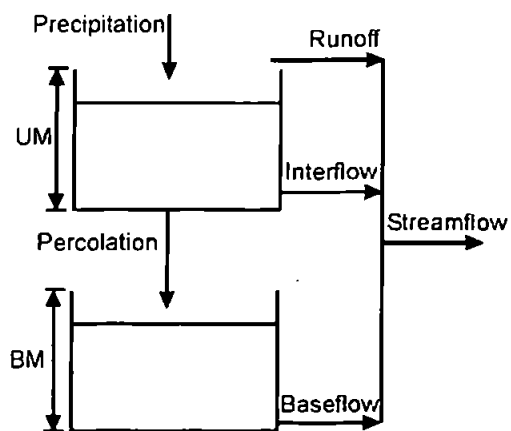 Precipitation
Runoff
UM
Interflow
Streamflow
Percolation
BM
Baseflow